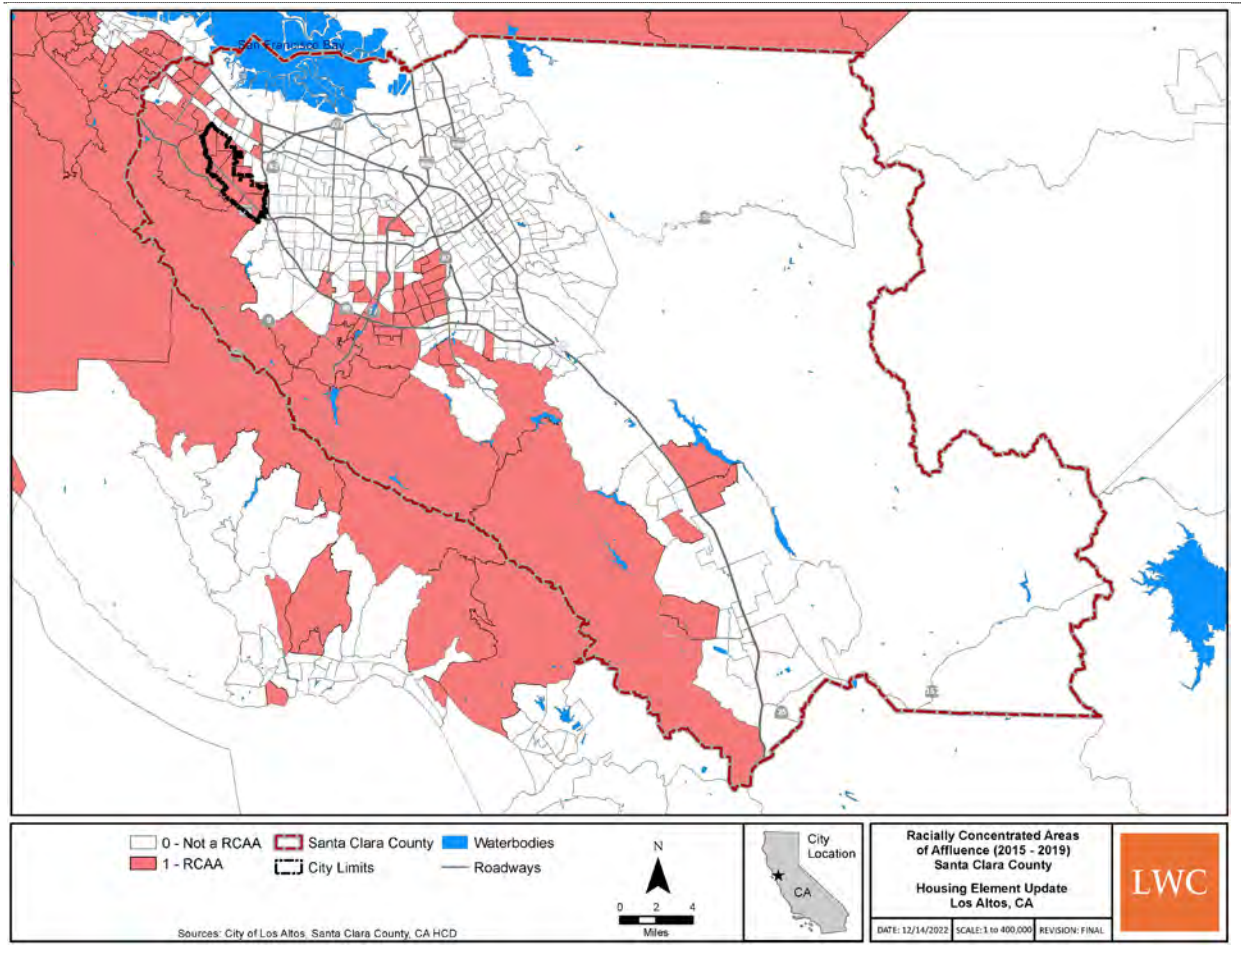 San Francisco Bay
0 - Not a RCAA
1 - RCAA
Santa Clara County
City Limits
Waterbodies
Roadways
N
0 2 4
Miles
Sources: City of Los Altos, Santa Clara County, CA HCD
City
Location
CA
Racially Concentrated Areas
of Affluence (2015 - 2019)
Santa Clara County
Housing Element Update
Los Altos, CA
DATE: 12/14/2022 SCALE: 1 to 400,000 REVISION: FINAL
LWC